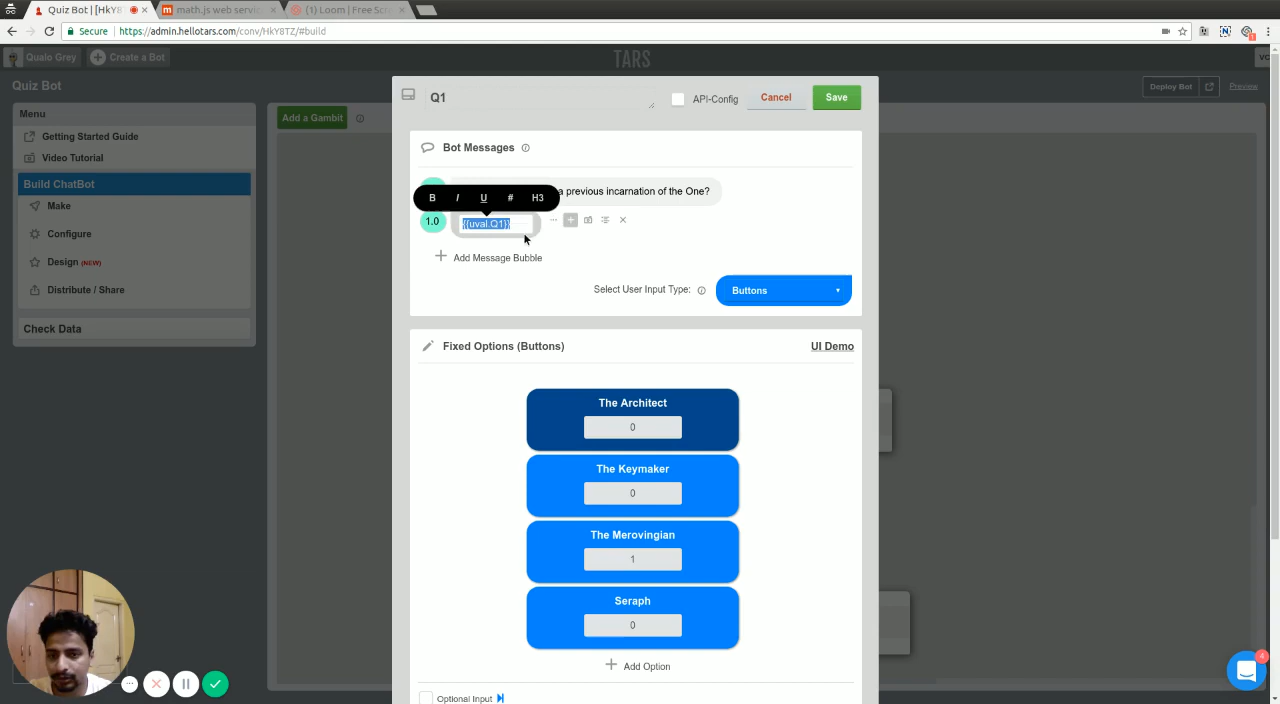 Quiz Bot | [HkY8
math.js web servic
(1) Loom | Free Scr
Secure
https://admin.hellotars.com/conv/HkY8TZ/#build
Qualo Grey
Create a Bot
TARS
VC
Quiz Bot
Deploy Bot
Preview
Menu
Getting Started Guide
Video Tutorial
Build ChatBot
Make
Configure
Design (NEW)
Distribute / Share
Check Data
Add a Gambit
Q1
API-Config
Cancel
Save
Bot Messages
B I U # H3
a previous incarnation of the One?
1.0
{{uval.Q1}}
Add Message Bubble
Select User Input Type:
Buttons
Fixed Options (Buttons)
UI Demo
The Architect
0
The Keymaker
0
The Merovingian
1
Seraph
0
Add Option
Optional Input
4